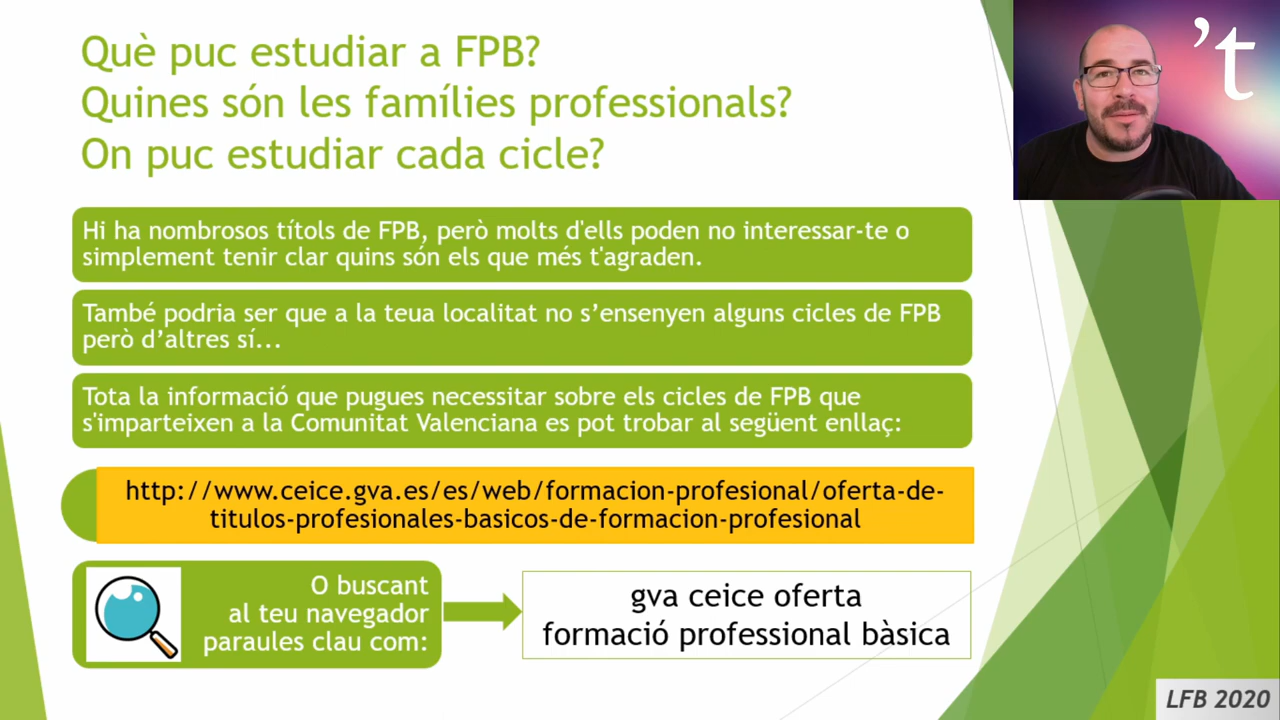 Què puc estudiar a FPB?
Quines són les famílies professionals?
On puc estudiar cada cicle?
’t
Hi ha nombrosos títols de FPB, però molts d'ells poden no interessar-te o
simplement tenir clar quins són els que més t'agraden.
També podria ser que a la teua localitat no s’ensenyen alguns cicles de FPB
però d’altres sí...
Tota la informació que pugues necessitar sobre els cicles de FPB que
s'imparteixen a la Comunitat Valenciana es pot trobar al següent enllaç:
http://www.ceice.gva.es/es/web/formacion-profesional/oferta-de-
titulos-profesionales-basicos-de-formacion-profesional
O buscant
al teu navegador
paraules clau com:
gva ceice oferta
formació professional bàsica
LFB 2020